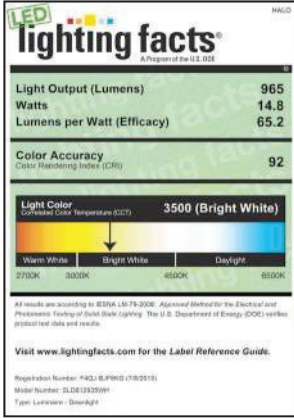 HALO
LED
lighting facts®
A Program of the U.S. DOE
Light Output (Lumens) 965
Watts 14.8
Lumens per Watt (Efficacy) 65.2
Color Accuracy
Color Rendering Index (CRI) 92
Light Color
Correlated Color Temperature (CCT) 3500 (Bright White)
Warm White Bright White Daylight
2700K 3000K 4500K 6500K
All results are according to IESNA LM-79-2008: Approved Method for the Electrical and
Photometric Testing of Solid-State Lighting. The U.S. Department of Energy (DOE) verifies
product test data and results.
Visit www.lightingfacts.com for the Label Reference Guide.
Model Number: SLD612935WH
Type: Luminaire - Downlight